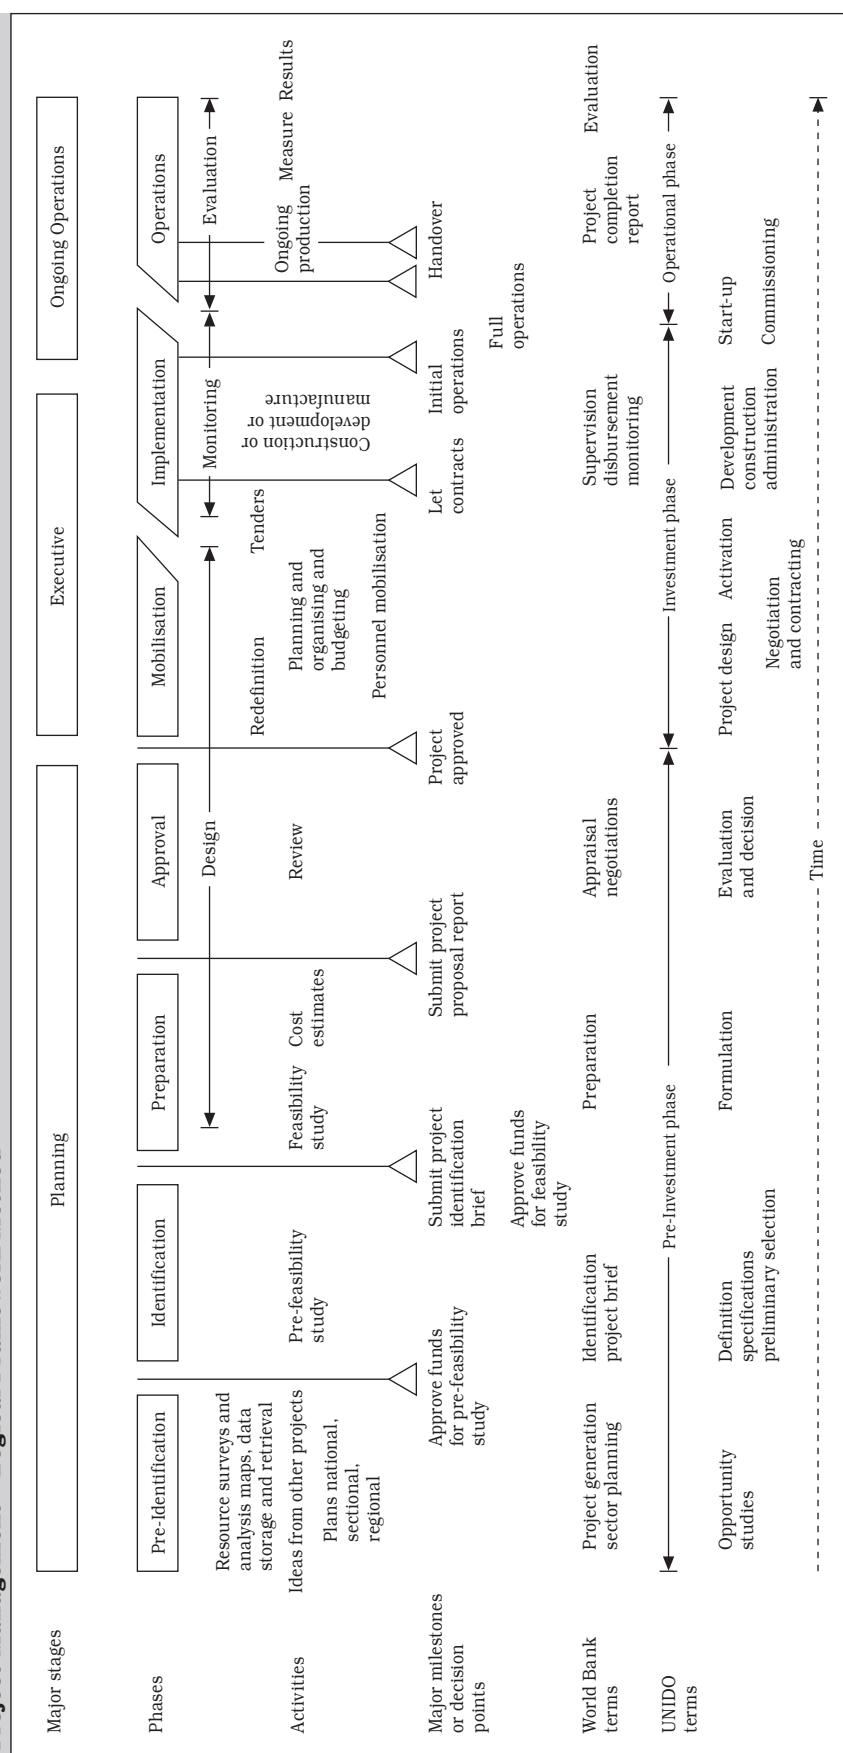 Major stages
Planning
Executive
Ongoing Operations
Phases
Pre-Identification
Identification
Preparation
Approval
Mobilisation
Implementation
Operations
Design
Monitoring
Evaluation
Activities
Resource surveys and
analysis maps, data
storage and retrieval
Ideas from other projects
Plans national,
sectional,
regional
Pre-feasibility
study
Feasibility
study
Cost
estimates
Review
Redefinition
Planning and
organising and
budgeting
Personnel mobilisation
Tenders
Construction or
development or
manufacture
Ongoing
production
Measure Results
Major milestones
or decision
points
Approve funds
for pre-feasibility
study
Submit project
identification
brief
Approve funds
for feasibility
study
Submit project
proposal report
Project
approved
Let
contracts
Initial
operations
Full
operations
Handover
World Bank
terms
Project generation
sector planning
Identification
project brief
Preparation
Appraisal
negotiations
Supervision
disbursement
monitoring
Project
completion
report
Evaluation
UNIDO
terms
Pre-Investment phase
Investment phase
Operational phase
Opportunity
studies
Definition
specifications
preliminary selection
Formulation
Evaluation
and decision
Project design
Negotiation
and contracting
Activation
Development
construction
administration
Start-up
Commissioning
Time